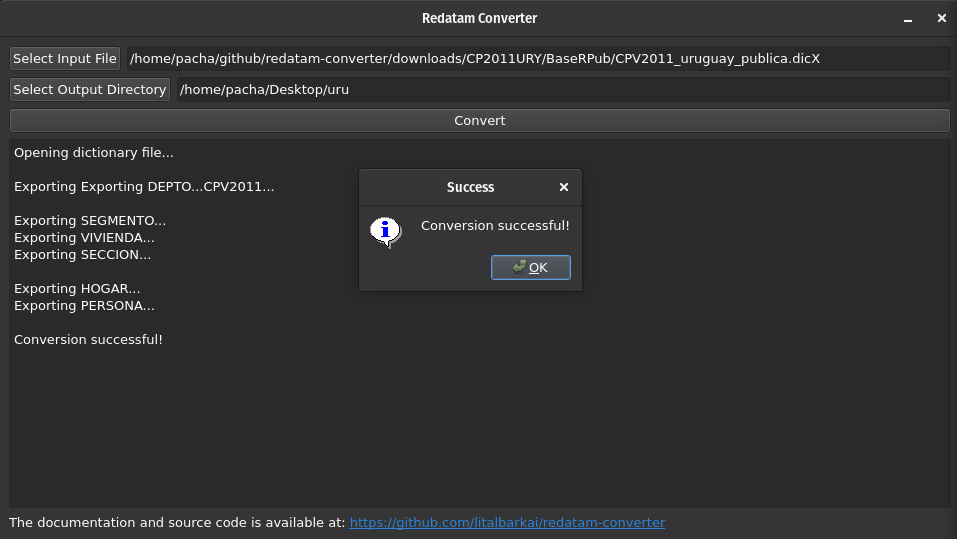 Redatam Converter
Select Input File /home/pacha/github/redatam-converter/downloads/CP2011URY/BaseRPub/CPV2011_uruguay_publica.dicX
Select Output Directory /home/pacha/Desktop/uru
Convert
Opening dictionary file...
Exporting Exporting DEPTO...CPV2011...
Exporting SEGMENTO...
Exporting VIVIENDA...
Exporting SECCION...
Exporting HOGAR...
Exporting PERSONA...
Conversion successful!
Success
Conversion successful!
OK
The documentation and source code is available at: https://github.com/litalbarkai/redatam-converter